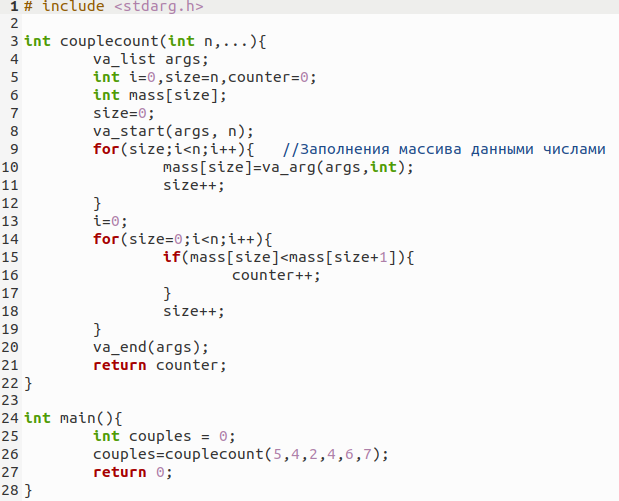 1 # include <stdarg.h>
2
3 int couplecount(int n,...){
4 va_list args;
5 int i=0,size=n,counter=0;
6 int mass[size];
7 size=0;
8 va_start(args, n);
9 for(size;i<n;i++){ //Заполнения массива данными числами
10 mass[size]=va_arg(args,int);
11 size++;
12 }
13 i=0;
14 for(size=0;i<n;i++){
15 if(mass[size]<mass[size+1]){
16 counter++;
17 }
18 size++;
19 }
20 va_end(args);
21 return counter;
22 }
23
24 int main(){
25 int couples = 0;
26 couples=couplecount(5,4,2,4,6,7);
27 return 0;
28 }